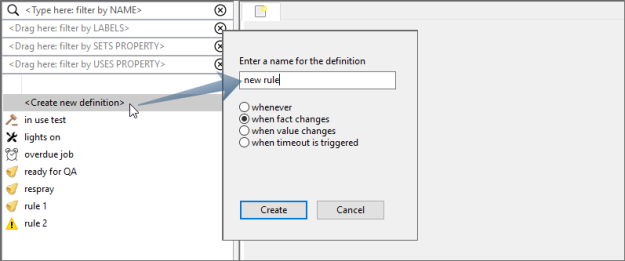 <Type here: filter by NAME>
<Drag here: filter by LABELS>
<Drag here: filter by SETS PROPERTY>
<Drag here: filter by USES PROPERTY>
<Create new definition>
in use test
lights on
overdue job
ready for QA
respray
rule 1
rule 2
Enter a name for the definition
new rule
whenever
when fact changes
when value changes
when timeout is triggered
Create
Cancel